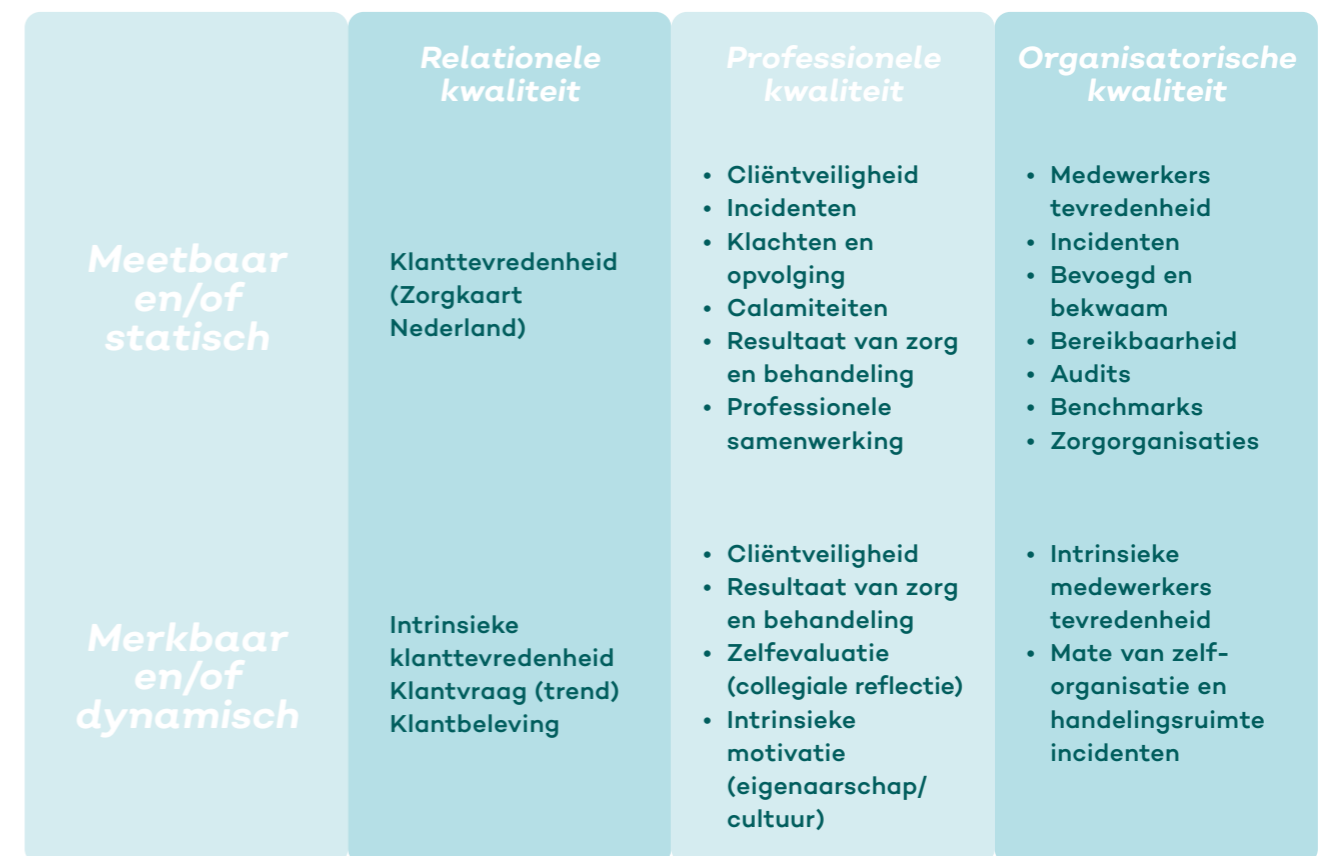 Relationele
kwaliteit
Professionele
kwaliteit
Organisatorische
kwaliteit
Meetbaar
en/of
statisch
Klanttevredenheid
(Zorgkaart
Nederland)
• Cliëntveiligheid
• Incidenten
• Klachten en
opvolging
• Calamiteiten
• Resultaat van zorg
en behandeling
• Professionele
samenwerking
• Medewerkers
tevredenheid
• Incidenten
• Bevoegd en
bekwaam
• Bereikbaarheid
• Audits
• Benchmarks
• Zorgorganisaties
Merkbaar
en/of
dynamisch
Intrinsieke
klanttevredenheid
Klantvraag (trend)
Klantbeleving
• Cliëntveiligheid
• Resultaat van zorg
en behandeling
• Zelfevaluatie
(collegiale reflectie)
• Intrinsieke
motivatie
(eigenaarschap/
cultuur)
• Intrinsieke
medewerkers
tevredenheid
• Mate van zelf-
organisatie en
handelingsruimte
incidenten